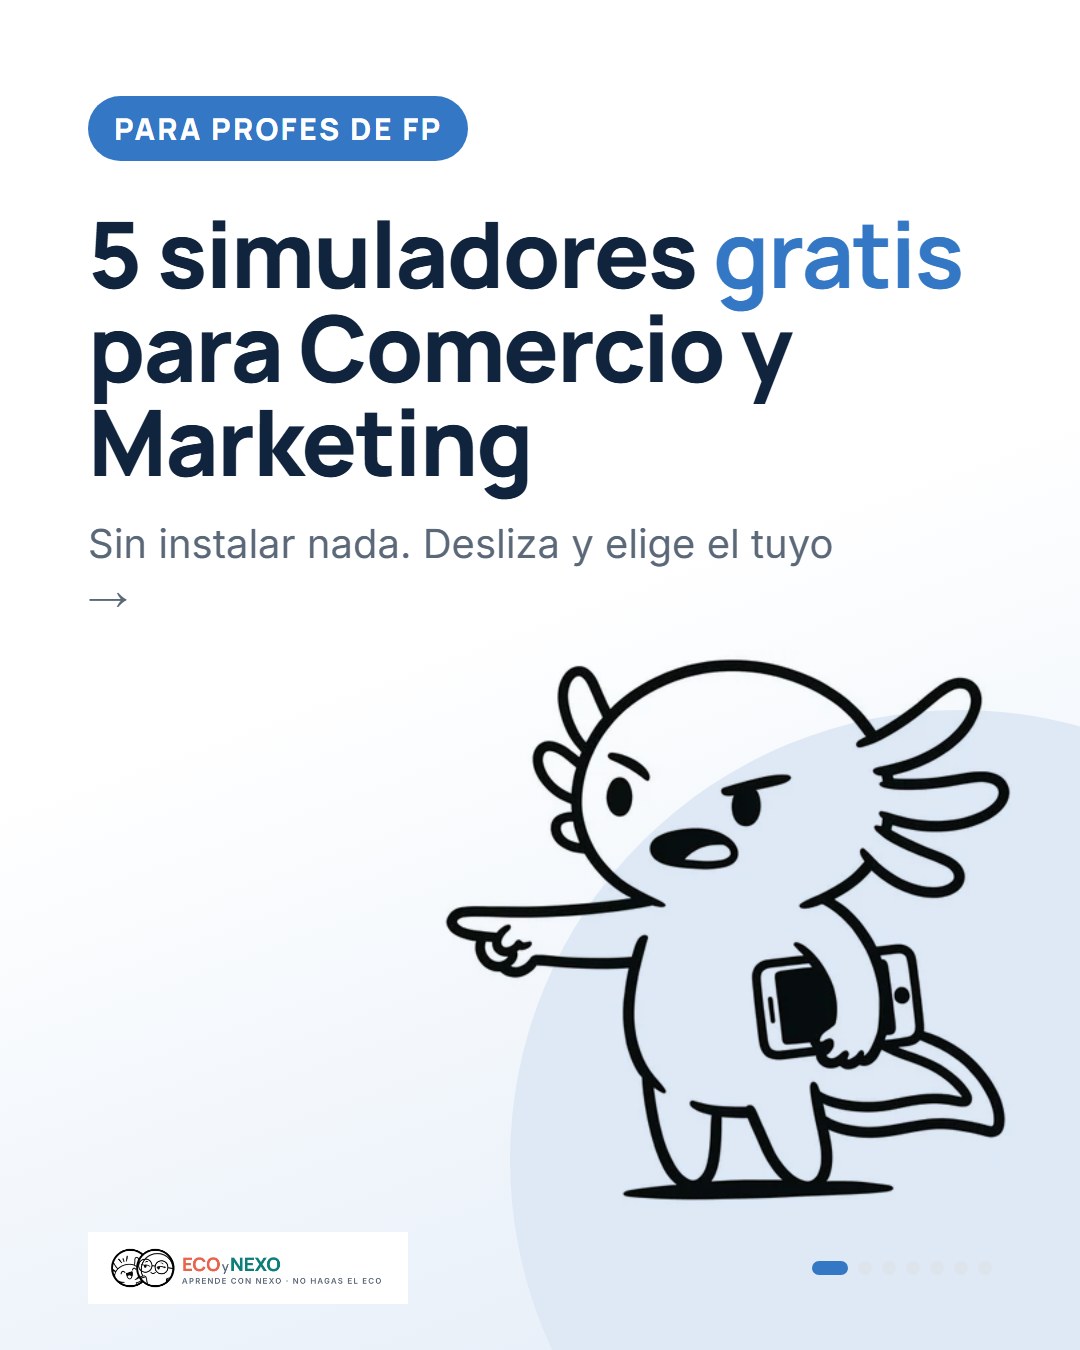 PARA PROFES DE FP
5 simuladores gratis
para Comercio y
Marketing
Sin instalar nada. Desliza y elige el tuyo
→
ECOyNEXO
APRENDE CON NEXO · NO HAGAS EL ECO